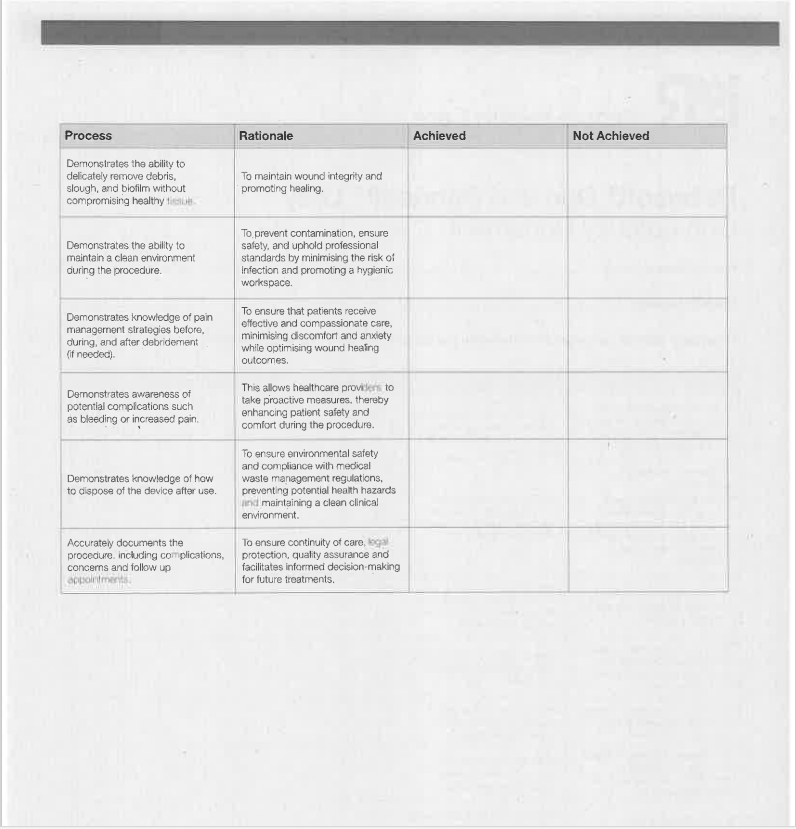 Process
Rationale
Achieved
Not Achieved
Demonstrates the ability to
delicately remove debris,
slough, and biofilm without
compromising healthy tissue.
To maintain wound integrity and
promoting healing.
Demonstrates the ability to
maintain a clean environment
during the procedure.
To prevent contamination, ensure
safety, and uphold professional
standards by minimising the risk of
infection and promoting a hygienic
workspace.
Demonstrates knowledge of pain
management strategies before,
during, and after debridement
(if needed).
To ensure that patients receive
effective and compassionate care,
minimising discomfort and anxiety
while optimising wound healing
outcomes.
Demonstrates awareness of
potential complications such
as bleeding or increased pain.
This allows healthcare providers to
take proactive measures, thereby
enhancing patient safety and
comfort during the procedure.
Demonstrates knowledge of how
to dispose of the device after use.
To ensure environmental safety
and compliance with medical
waste management regulations,
preventing potential health hazards
and maintaining a clean clinical
environment.
Accurately documents the
procedure, including complications,
concerns and follow up
appointments.
To ensure continuity of care, legal
protection, quality assurance and
facilitates informed decision-making
for future treatments.